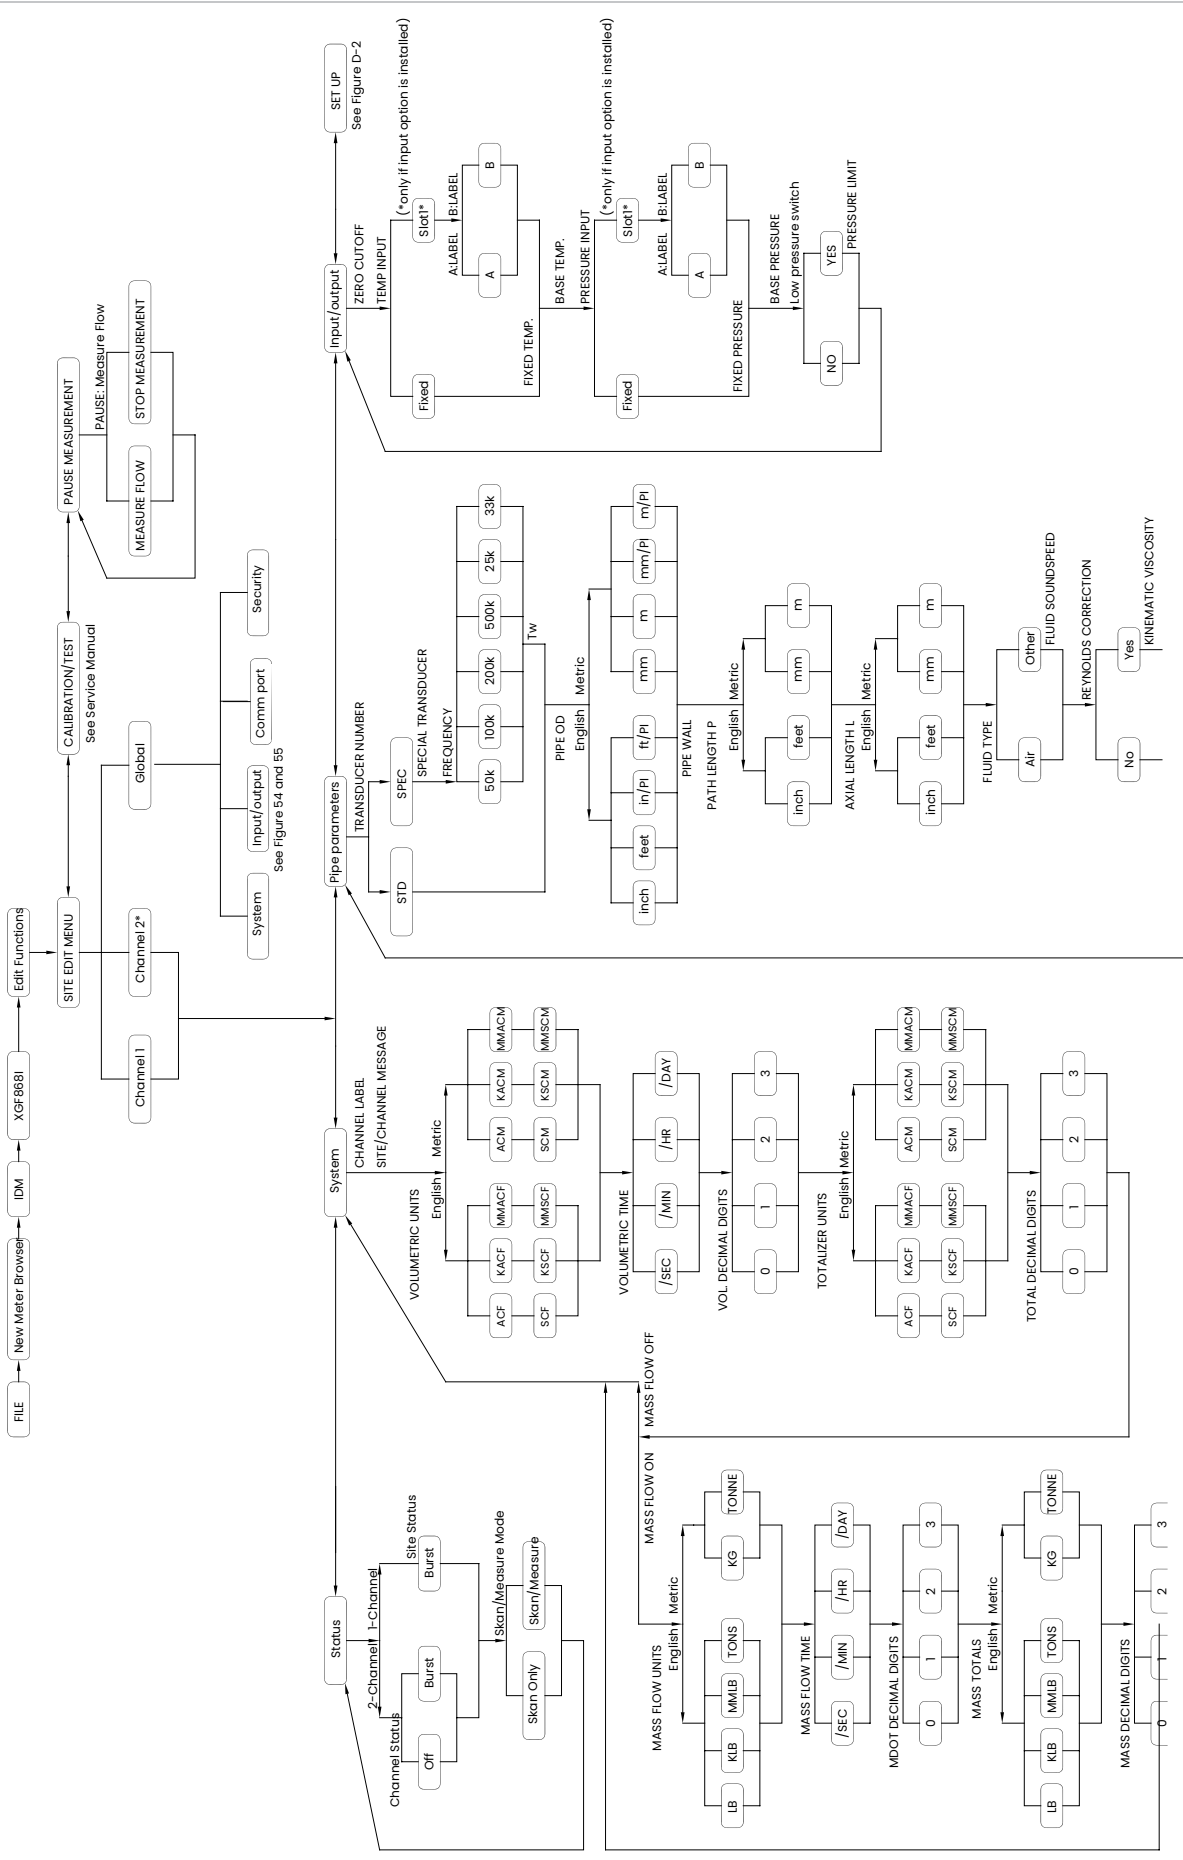 FILE
New Meter Browser
IDM
XGF868I
Edit Functions
SITE EDIT MENU
CALIBRATION/TEST
See Service Manual
PAUSE MEASUREMENT
PAUSE: Measure Flow
MEASURE FLOW
STOP MEASUREMENT
Channel 1
Channel 2*
Global
System
Input/output
Comm port
Security
See Figure 54 and 55
Status
System
Pipe parameters
Input/output
SET UP
See Figure D-2
2-Channel
1-Channel
Channel Status
Site Status
Off
Burst
Burst
Skan/Measure Mode
Skan Only
Skan/Measure
CHANNEL LABEL
SITE/CHANNEL MESSAGE
VOLUMETRIC UNITS
English
Metric
ACF
KACF
MMACF
ACM
KACM
MMACM
SCF
KSCF
MMSCF
SCM
KSCM
MMSCM
VOLUMETRIC TIME
/SEC
/MIN
/HR
/DAY
VOL. DECIMAL DIGITS
0
1
2
3
TOTALIZER UNITS
English
Metric
ACF
KACF
MMACF
ACM
KACM
MMACM
SCF
KSCF
MMSCF
SCM
KSCM
MMSCM
TOTAL DECIMAL DIGITS
0
1
2
3
MASS FLOW ON
MASS FLOW OFF
MASS FLOW UNITS
English
Metric
LB
KLB
MMLB
TONS
KG
TONNE
MASS FLOW TIME
/SEC
/MIN
/HR
/DAY
MDOT DECIMAL DIGITS
0
1
2
3
MASS TOTALS
English
Metric
LB
KLB
MMLB
TONS
KG
TONNE
MASS DECIMAL DIGITS
0
1
2
3
TRANSDUCER NUMBER
STD
SPEC
SPECIAL TRANSDUCER
FREQUENCY
50k
100k
200k
500k
25k
33k
Tw
PIPE OD
English
Metric
inch
feet
in/PI
ft/PI
mm
m
mm/PI
m/PI
PIPE WALL
PATH LENGTH P
English
Metric
inch
feet
mm
m
AXIAL LENGTH L
English
Metric
inch
feet
mm
m
FLUID TYPE
Air
Other
FLUID SOUNDSPEED
REYNOLDS CORRECTION
No
Yes
KINEMATIC VISCOSITY
ZERO CUTOFF
TEMP INPUT
Fixed
Slot1*
(*only if input option is installed)
A:LABEL
B:LABEL
A
B
FIXED TEMP.
BASE TEMP.
PRESSURE INPUT
Fixed
Slot1*
(*only if input option is installed)
A:LABEL
B:LABEL
A
B
FIXED PRESSURE
BASE PRESSURE
Low pressure switch
NO
YES
PRESSURE LIMIT